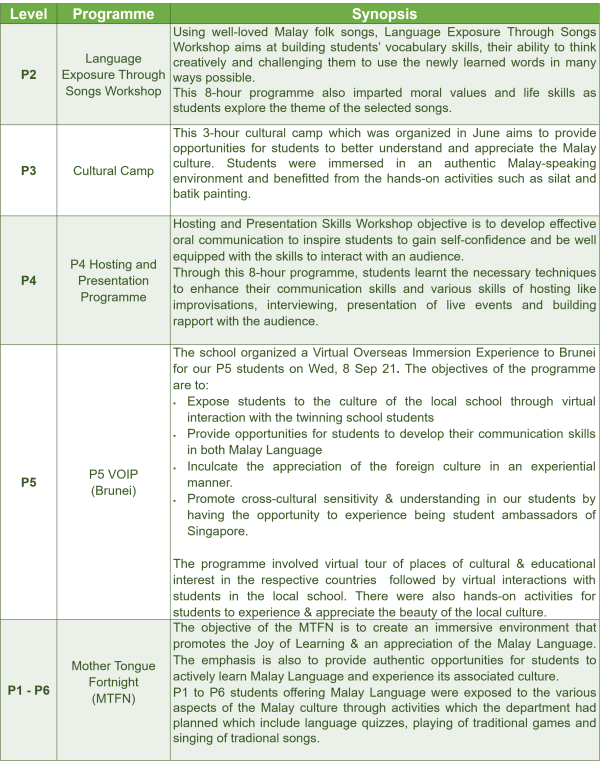 Level Programme Synopsis
P2
Language
Exposure Through
Songs Workshop
Using well-loved Malay folk songs, Language Exposure Through Songs
Workshop aims at building students' vocabulary skills, their ability to think
creatively and challenging them to use the newly learned words in many
ways possible.
This 8-hour programme also imparted moral values and life skills as
students explore the theme of the selected songs.
P3
Cultural Camp
This 3-hour cultural camp which was organized in June aims to provide
opportunities for students to better understand and appreciate the Malay
culture. Students were immersed in an authentic Malay-speaking
environment and benefitted from the hands-on activities such as silat and
batik painting.
P4
P4 Hosting and
Presentation
Programme
Hosting and Presentation Skills Workshop objective is to develop effective
oral communication to inspire students to gain self-confidence and be well
equipped with the skills to interact with an audience.
Through this 8-hour programme, students learnt the necessary techniques
to enhance their communication skills and various skills of hosting like
improvisations, interviewing, presentation of live events and building
rapport with the audience.
P5
P5 VOIP
(Brunei)
The school organized a Virtual Overseas Immersion Experience to Brunei
for our P5 students on Wed, 8 Sep 21. The objectives of the programme
are to:
• Expose students to the culture of the local school through virtual
interaction with the twinning school students
• Provide opportunities for students to develop their communication skills
in both Malay Language
• Inculcate the appreciation of the foreign culture in an experiential
manner.
• Promote cross-cultural sensitivity & understanding in our students by
having the opportunity to experience being student ambassadors of
Singapore.
The programme involved virtual tour of places of cultural & educational
interest in the respective countries followed by virtual interactions with
students in the local school. There were also hands-on activities for
students to experience & appreciate the beauty of the local culture.
P1 - P6
Mother Tongue
Fortnight
(MTFN)
The objective of the MTFN is to create an immersive environment that
promotes the Joy of Learning & an appreciation of the Malay Language.
The emphasis is also to provide authentic opportunities for students to
actively learn Malay Language and experience its associated culture.
P1 to P6 students offering Malay Language were exposed to the various
aspects of the Malay culture through activities which the department had
planned which include language quizzes, playing of traditional games and
singing of tradional songs.